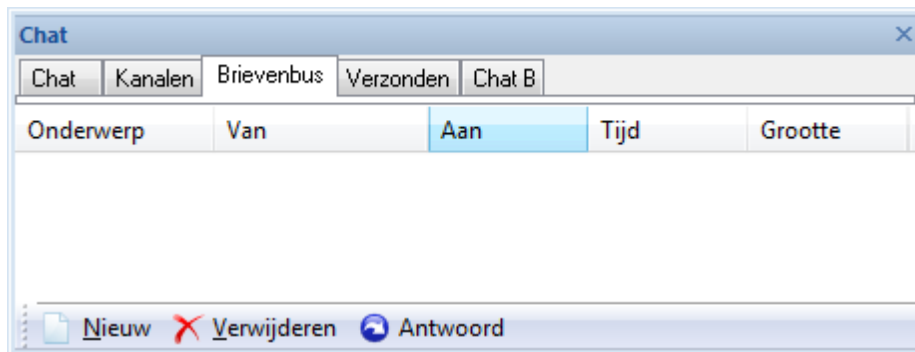 Chat
Chat Kanalen Brievenbus Verzonden Chat B
Onderwerp Van Aan Tijd Grootte
Nieuw Verwijderen Antwoord